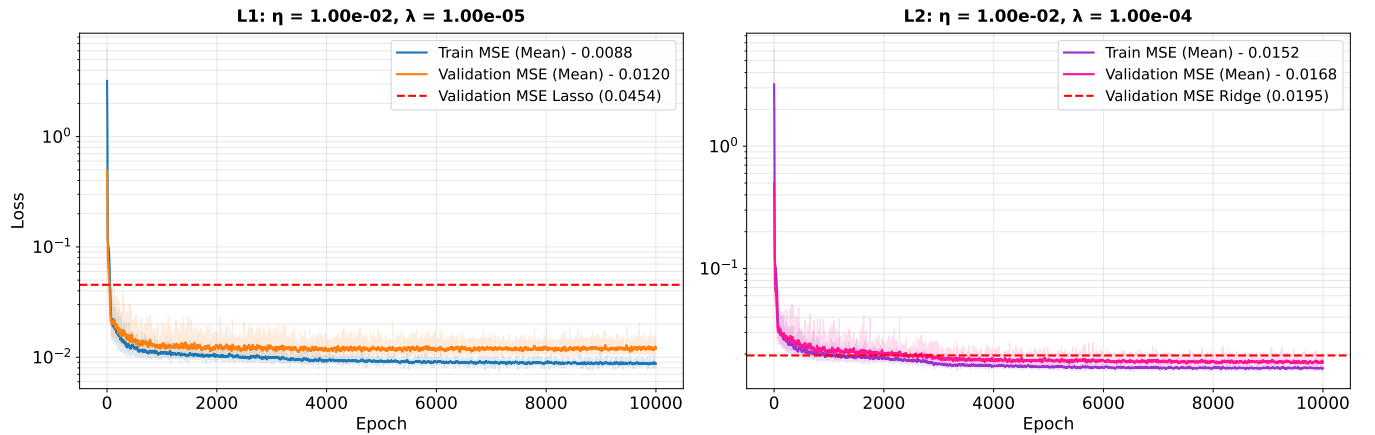 L1: η = 1.00e-02, λ = 1.00e-05
Train MSE (Mean) - 0.0088
Validation MSE (Mean) - 0.0120
Validation MSE Lasso (0.0454)
Loss
10⁰
10⁻¹
10⁻²
0 2000 4000 6000 8000 10000
Epoch
L2: η = 1.00e-02, λ = 1.00e-04
Train MSE (Mean) - 0.0152
Validation MSE (Mean) - 0.0168
Validation MSE Ridge (0.0195)
10⁰
10⁻¹
0 2000 4000 6000 8000 10000
Epoch